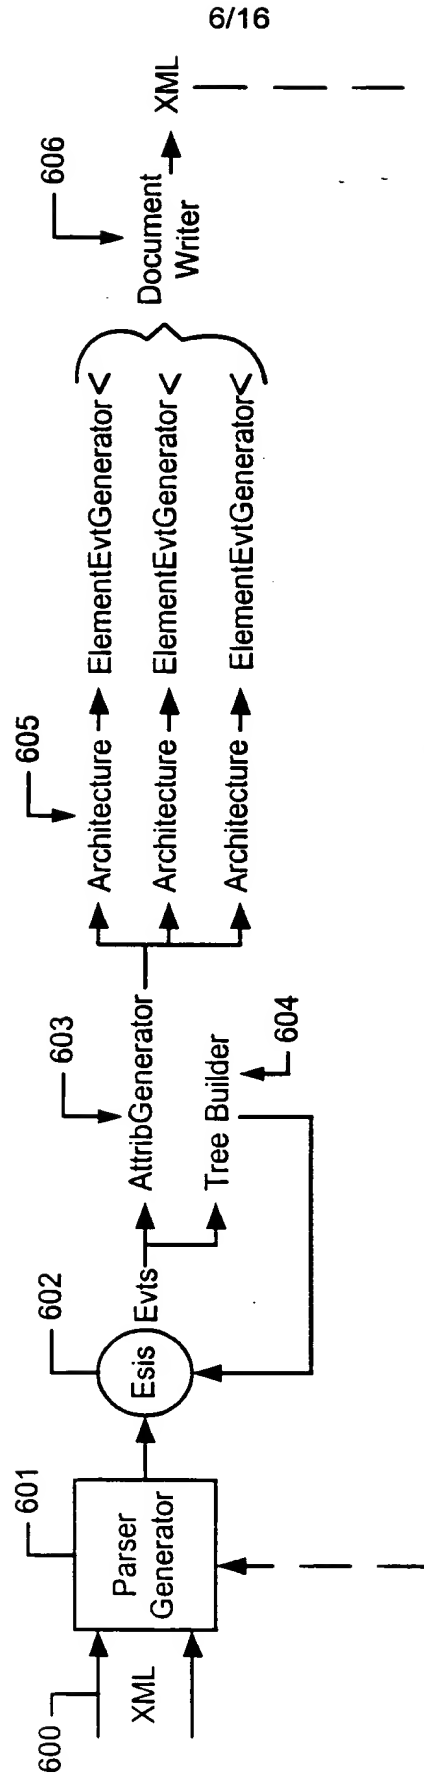 6/16
600
XML
601
Parser
Generator
602
Esis
Evts
603
AttribGenerator
Tree Builder
604
605
Architecture
ElementEvtGenerator<
Architecture
ElementEvtGenerator<
Architecture
ElementEvtGenerator<
606
Document
Writer
XML